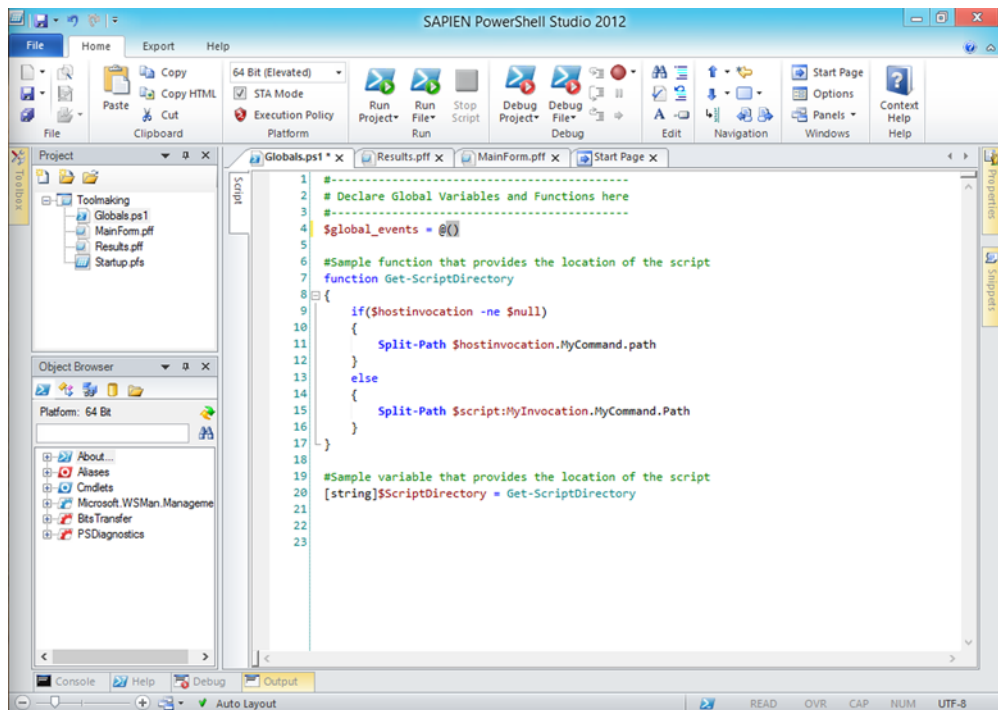 SAPIEN PowerShell Studio 2012
File Home Export Help
Paste
Copy
Copy HTML
Cut
64 Bit (Elevated)
STA Mode
Execution Policy
Run Project
Run File
Stop Script
Debug Project
Debug File
Start Page
Options
Panels
Context Help
File Clipboard Platform Run Debug Edit Navigation Windows Help
Toolbox
Project
Toolmaking
Globals.ps1
MainForm.pff
Results.pff
Startup.pfs
Object Browser
Platform: 64 Bit
About...
Aliases
Cmdlets
Microsoft.WSMan.Manageme
BitsTransfer
PSDiagnostics
Globals.ps1 * x Results.pff x MainForm.pff x Start Page x
Script
1 #--------------------------------------------
2 # Declare Global Variables and Functions here
3 #--------------------------------------------
4 $global_events = @()
5
6 #Sample function that provides the location of the script
7 function Get-ScriptDirectory
8 {
9 if($hostinvocation -ne $null)
10 {
11 Split-Path $hostinvocation.MyCommand.path
12 }
13 else
14 {
15 Split-Path $script:MyInvocation.MyCommand.Path
16 }
17 }
18
19 #Sample variable that provides the location of the script
20 [string]$ScriptDirectory = Get-ScriptDirectory
21
22
23
Properties
Snippets
Console Help Debug Output
Auto Layout READ OVR CAP NUM UTF-8